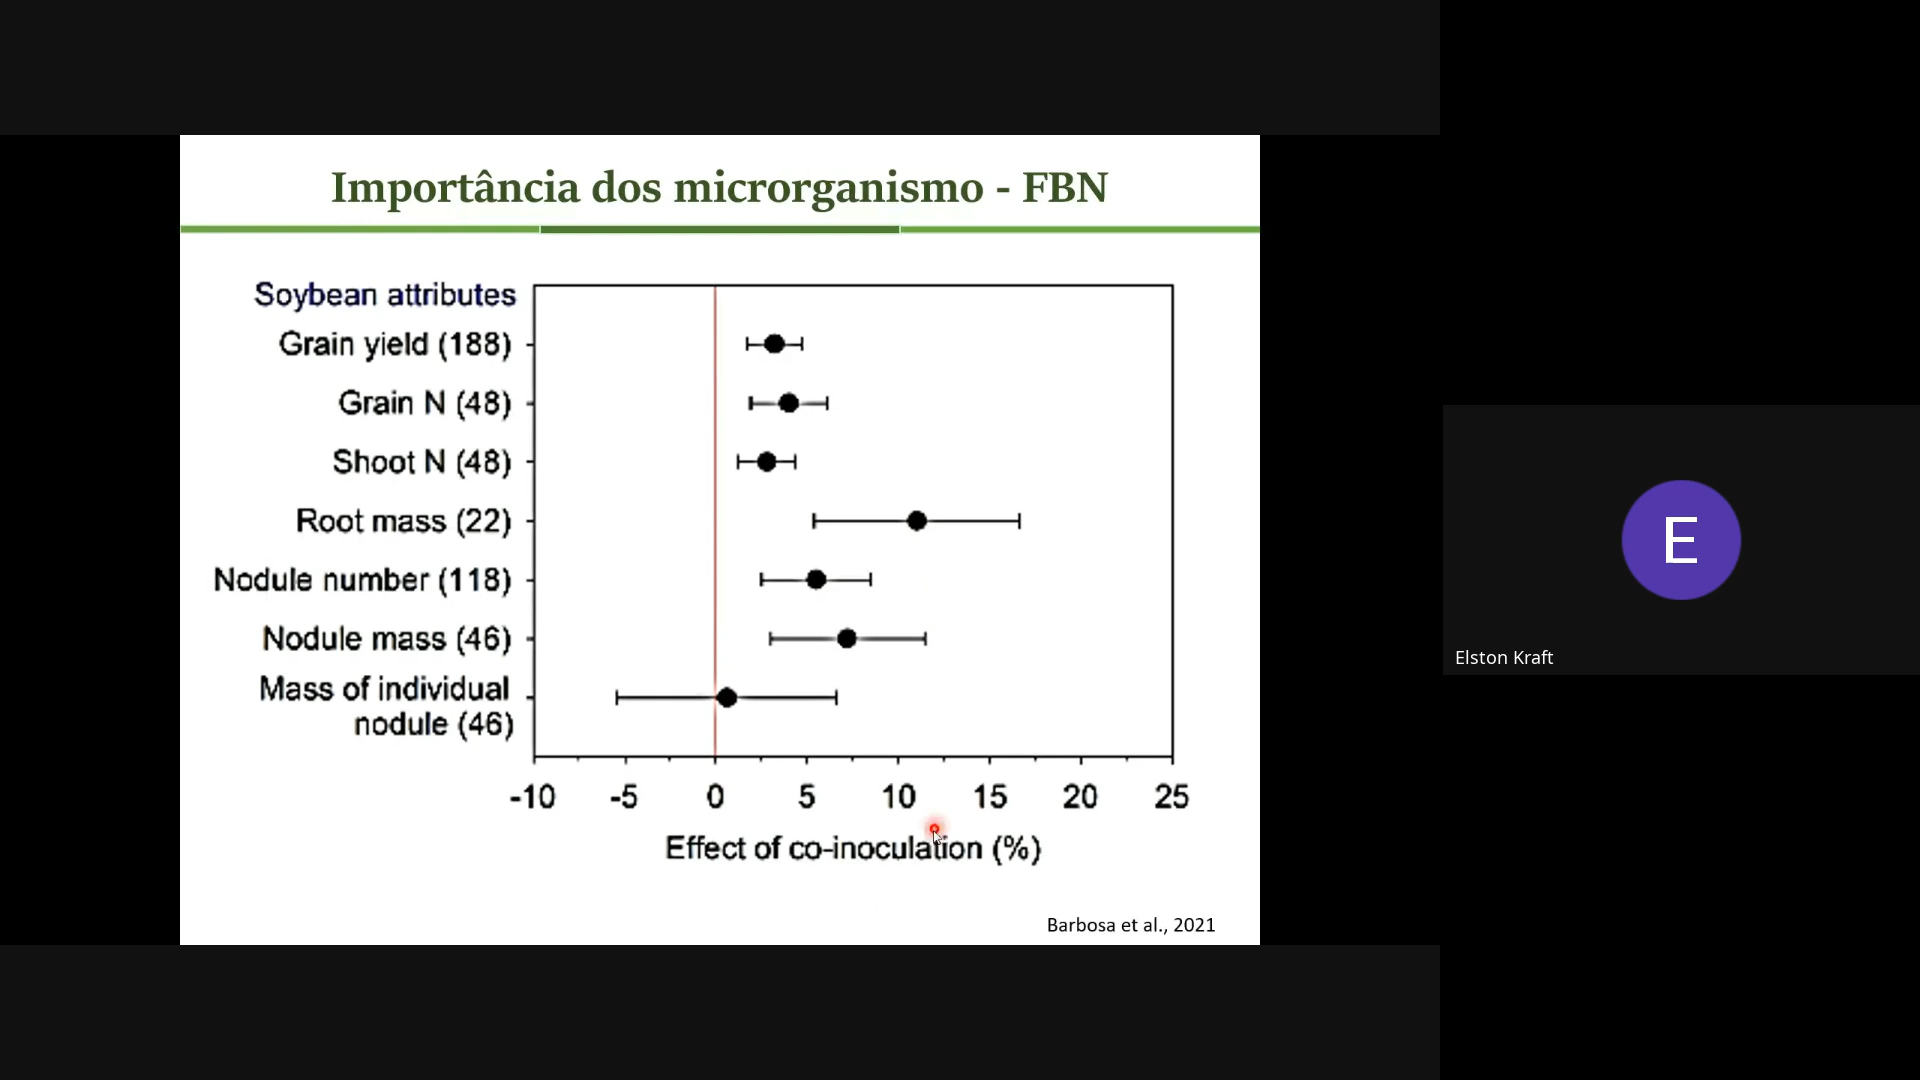 Importância dos microrganismo - FBN
Soybean attributes
Grain yield (188)
Grain N (48)
Shoot N (48)
Root mass (22)
Nodule number (118)
Nodule mass (46)
Mass of individual
nodule (46)
-10 -5 0 5 10 15 20 25
Effect of co-inoculation (%)
Barbosa et al., 2021
E
Elston Kraft